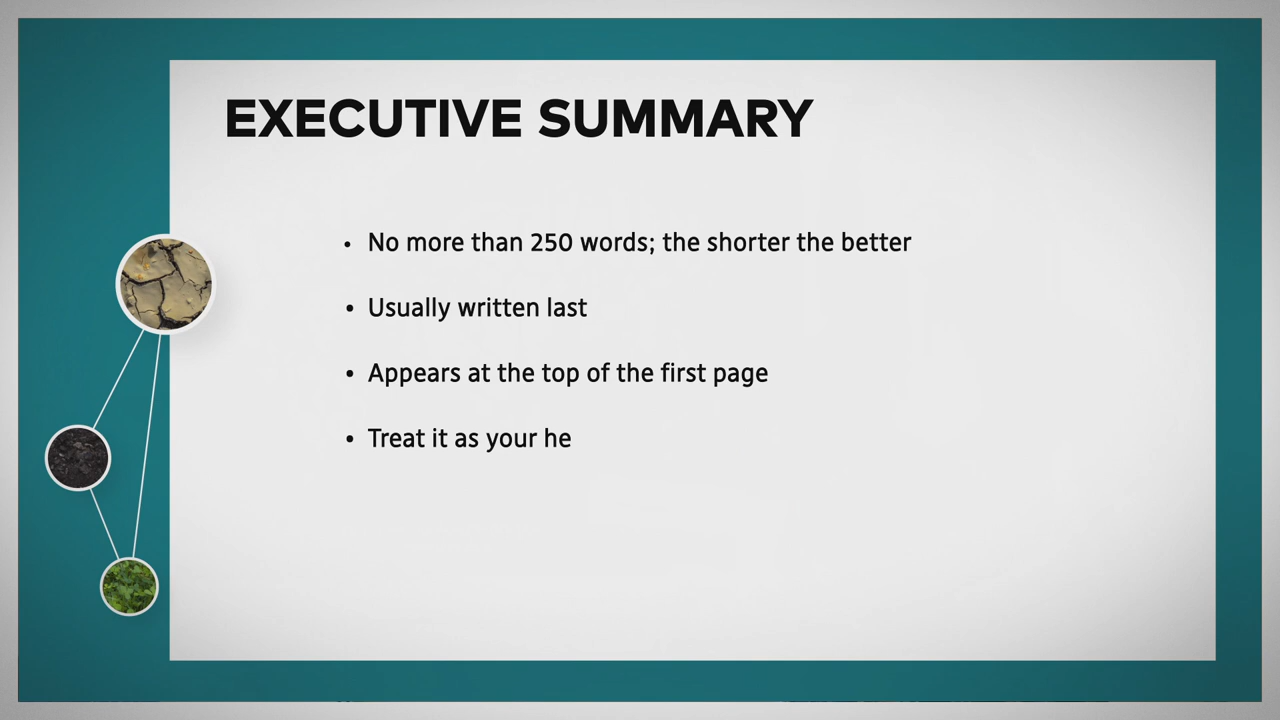 EXECUTIVE SUMMARY
• No more than 250 words; the shorter the better
• Usually written last
• Appears at the top of the first page
• Treat it as your he